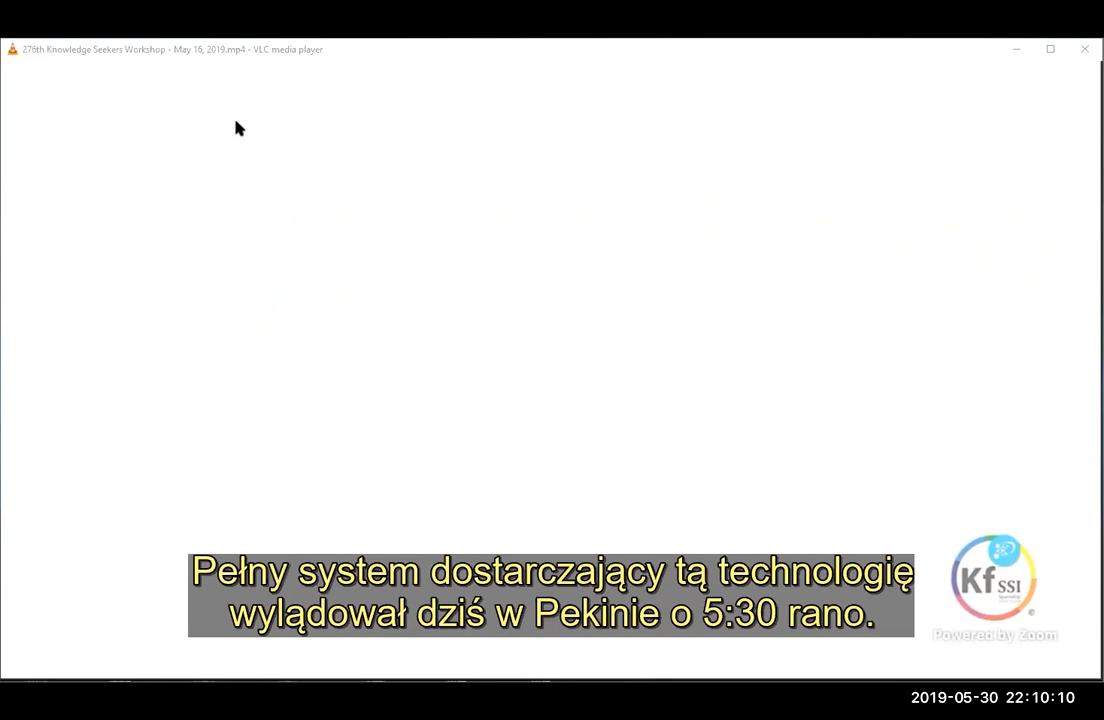 276th Knowledge Seekers Workshop - May 16, 2019.mp4 - VLC media player
Pełny system dostarczający tą technologię
wylądował dziś w Pekinie o 5:30 rano.
Kf SSI
Powered by Zoom
2019-05-30 22:10:10